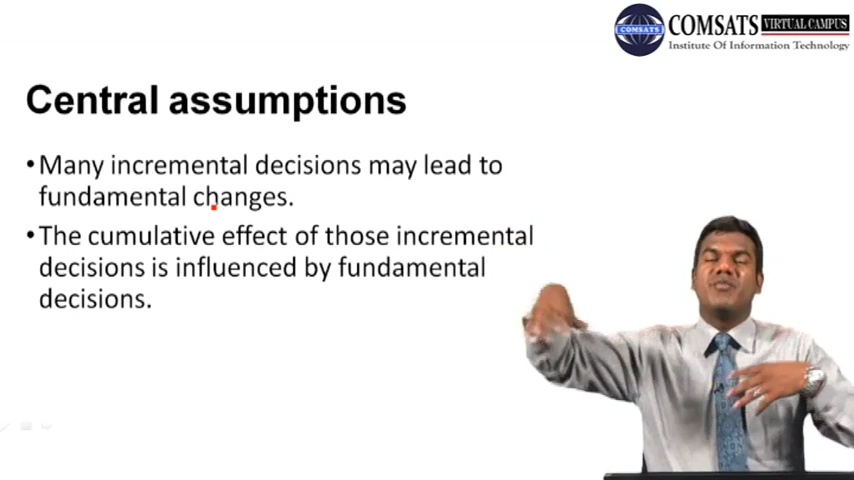 COMSATS VIRTUAL CAMPUS
COMSATS
Institute Of Information Technology
Central assumptions
•Many incremental decisions may lead to
fundamental changes.
•The cumulative effect of those incremental
decisions is influenced by fundamental
decisions.